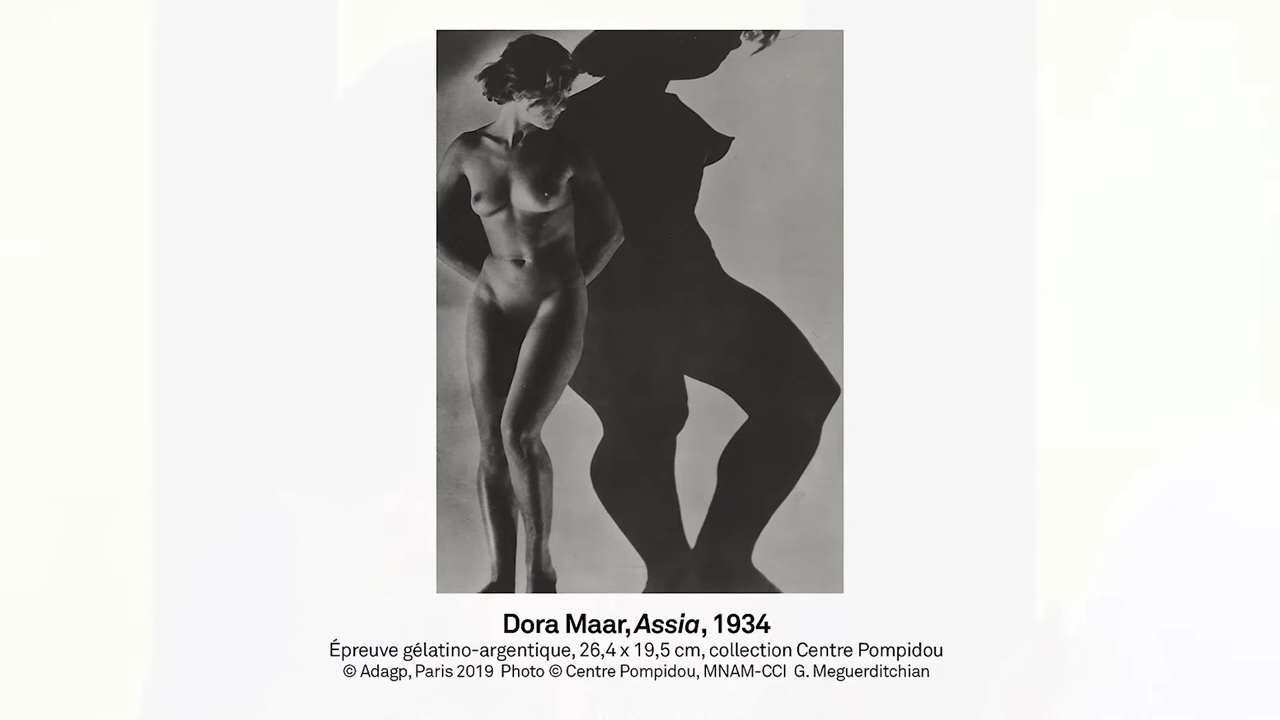 Dora Maar, Assia, 1934
Épreuve gélatino-argentique, 26,4 x 19,5 cm, collection Centre Pompidou
© Adagp, Paris 2019 Photo © Centre Pompidou, MNAM-CCI G. Meguerditchian